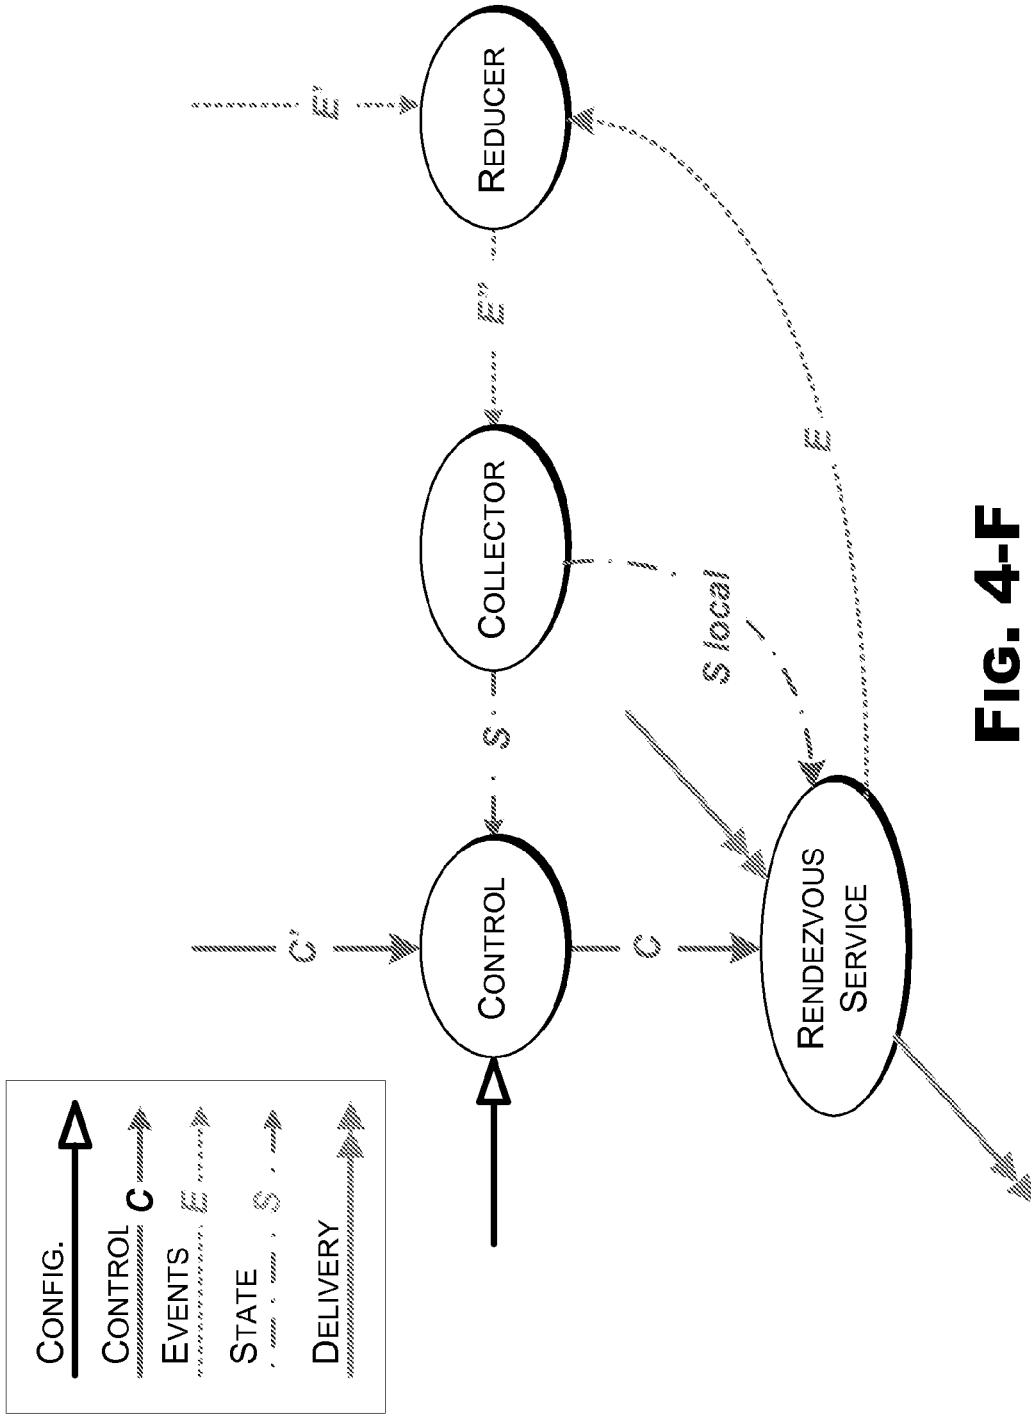 CONFIG.
CONTROL C
EVENTS E
STATE S
DELIVERY
C'
E'
CONTROL
S
COLLECTOR
E"
REDUCER
C
S local
E
RENDEZVOUS
SERVICE
FIG. 4-F